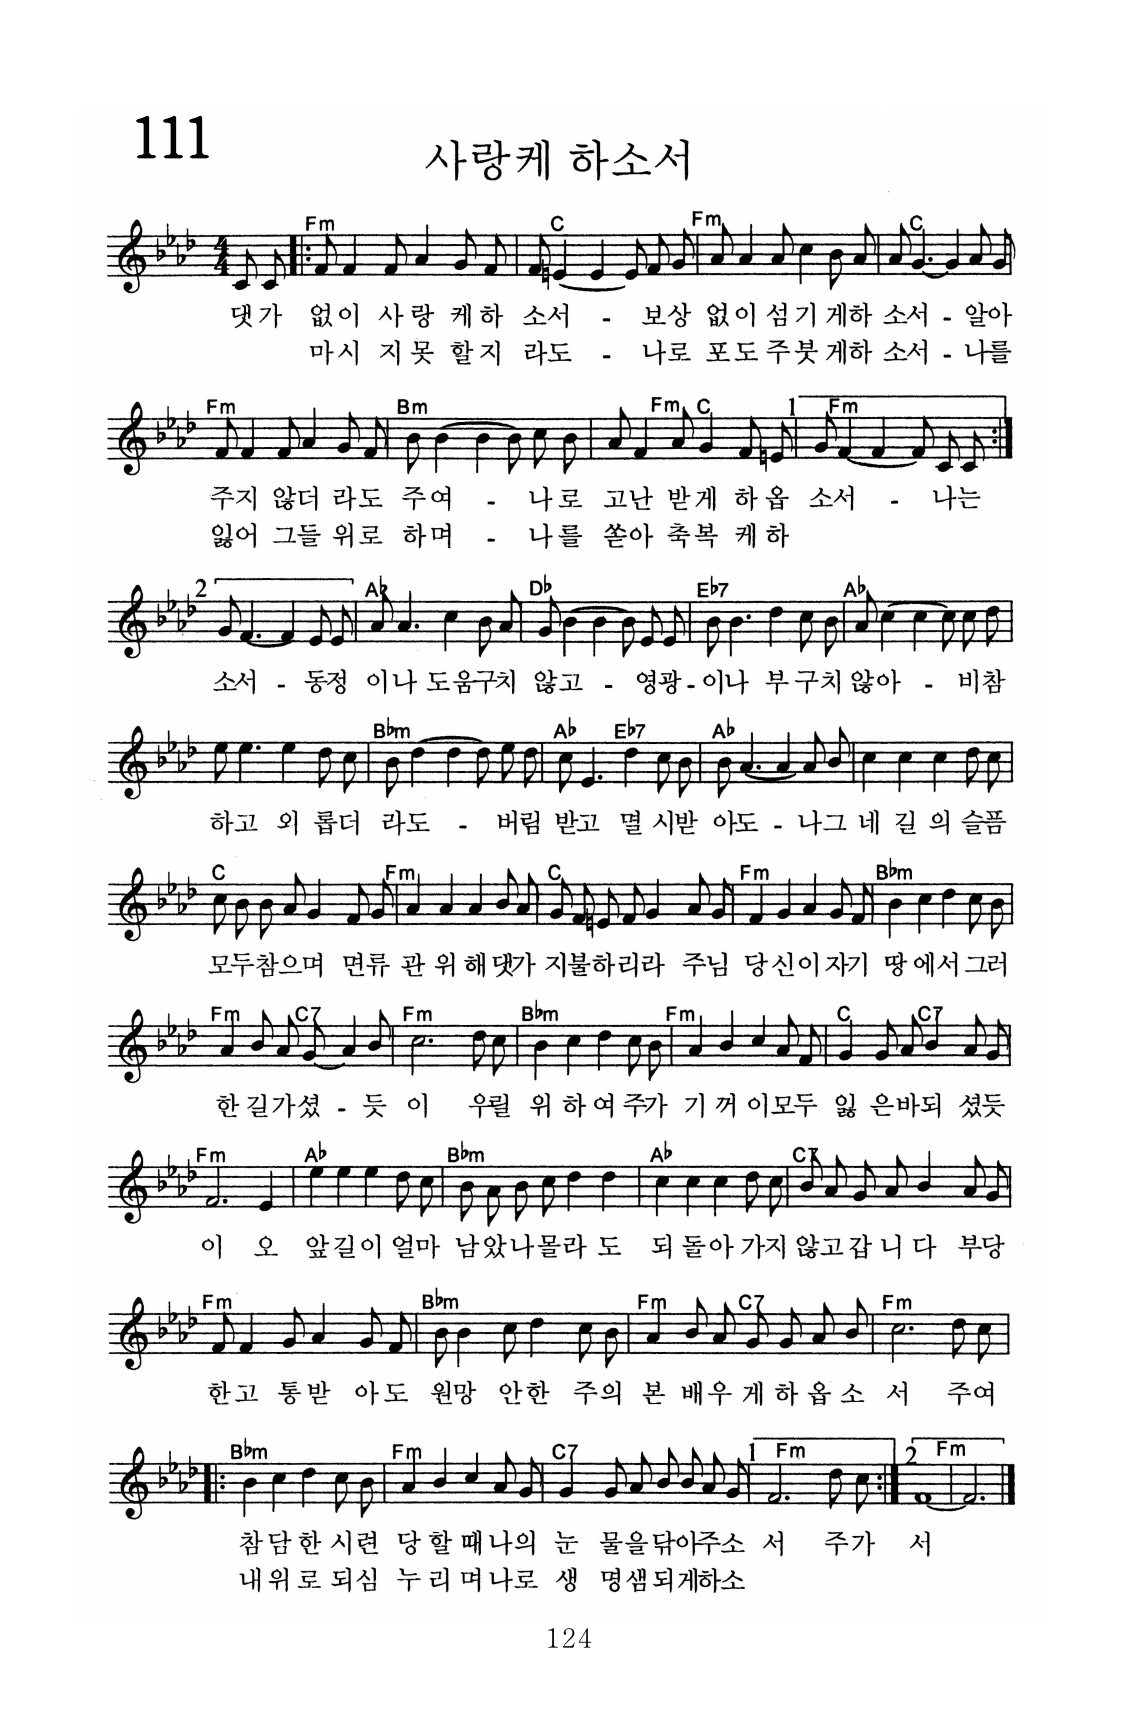 111
사랑케 하소서
Fm C Fm C
댓가 없이 사랑 케하 소서 - 보상 없이 섬기 게하 소서 - 알아
마시 지못 할지 라도 - 나로 포도 주붓 게하 소서 - 나를
Fm Bm Fm C 1 Fm
주지 않더 라도 주여 - 나로 고난 받게 하옵 소서 - 나는
잃어 그들 위로 하며 - 나를 쏟아 축복 케하
2 A♭ D♭ E♭7 A♭
소서 - 동정 이나 도움구치 않고 - 영광 - 이나 부구치 않아 - 비참
B♭m A♭ E♭7 A♭
하고 외롭더 라도 - 버림 받고 멸시받 아도 - 나그 네 길 의 슬픔
C Fm C Fm B♭m
모두참으며 면류 관 위 해 댓가 지불하리라 주님 당신이자기 땅에서그러
Fm C7 Fm B♭m Fm C C7
한길가셨 - 듯 이 우릴 위하여주가 기꺼이모두 잃 은바되 셨듯
Fm A♭ B♭m A♭ C7
이 오 앞길이 얼마 남았나몰라 도 되돌아가지 않고갑니다 부당
Fm B♭m Fm C7 Fm
한고 통받 아도 원망 안한 주의 본 배우 게 하 옵 소 서 주여
B♭m Fm C7 1 Fm 2 Fm
참담한 시련 당할때나의 눈 물을닦아주소 서 주가 서
내위로 되심 누리며나로 생 명샘되게하소
124